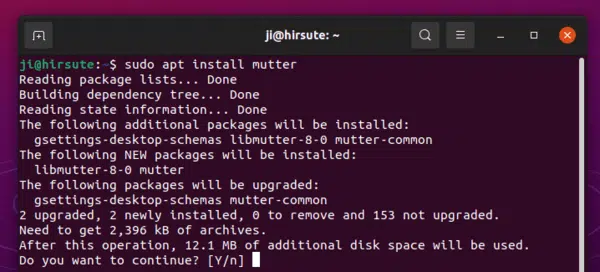 ji@hirsute: ~
ji@hirsute:~$ sudo apt install mutter
Reading package lists... Done
Building dependency tree... Done
Reading state information... Done
The following additional packages will be installed:
  gsettings-desktop-schemas libmutter-8-0 mutter-common
The following NEW packages will be installed:
  libmutter-8-0 mutter
The following packages will be upgraded:
  gsettings-desktop-schemas mutter-common
2 upgraded, 2 newly installed, 0 to remove and 153 not upgraded.
Need to get 2,396 kB of archives.
After this operation, 12.1 MB of additional disk space will be used.
Do you want to continue? [Y/n]